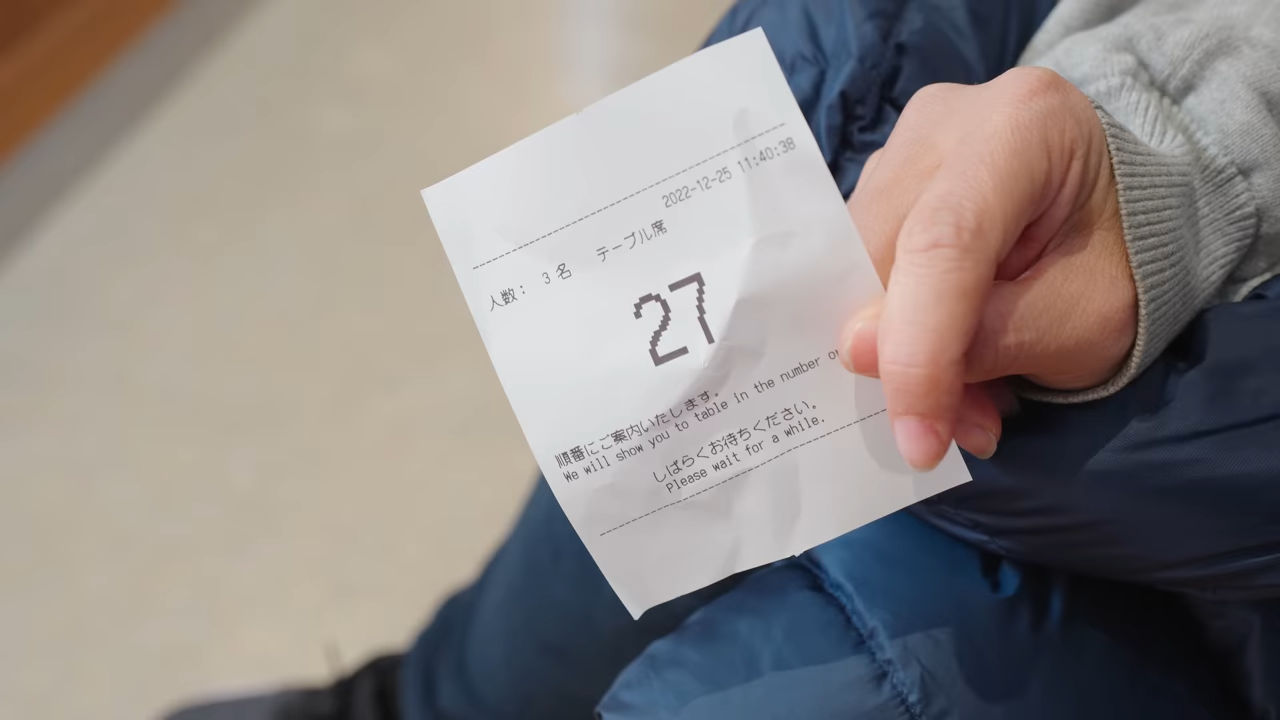 2022-12-25 11:40:38
人数： 3 名 テーブル席
27
順番にご案内いたします。
We will show you to table in the number
しばらくお待ちください。
Please wait for a while.